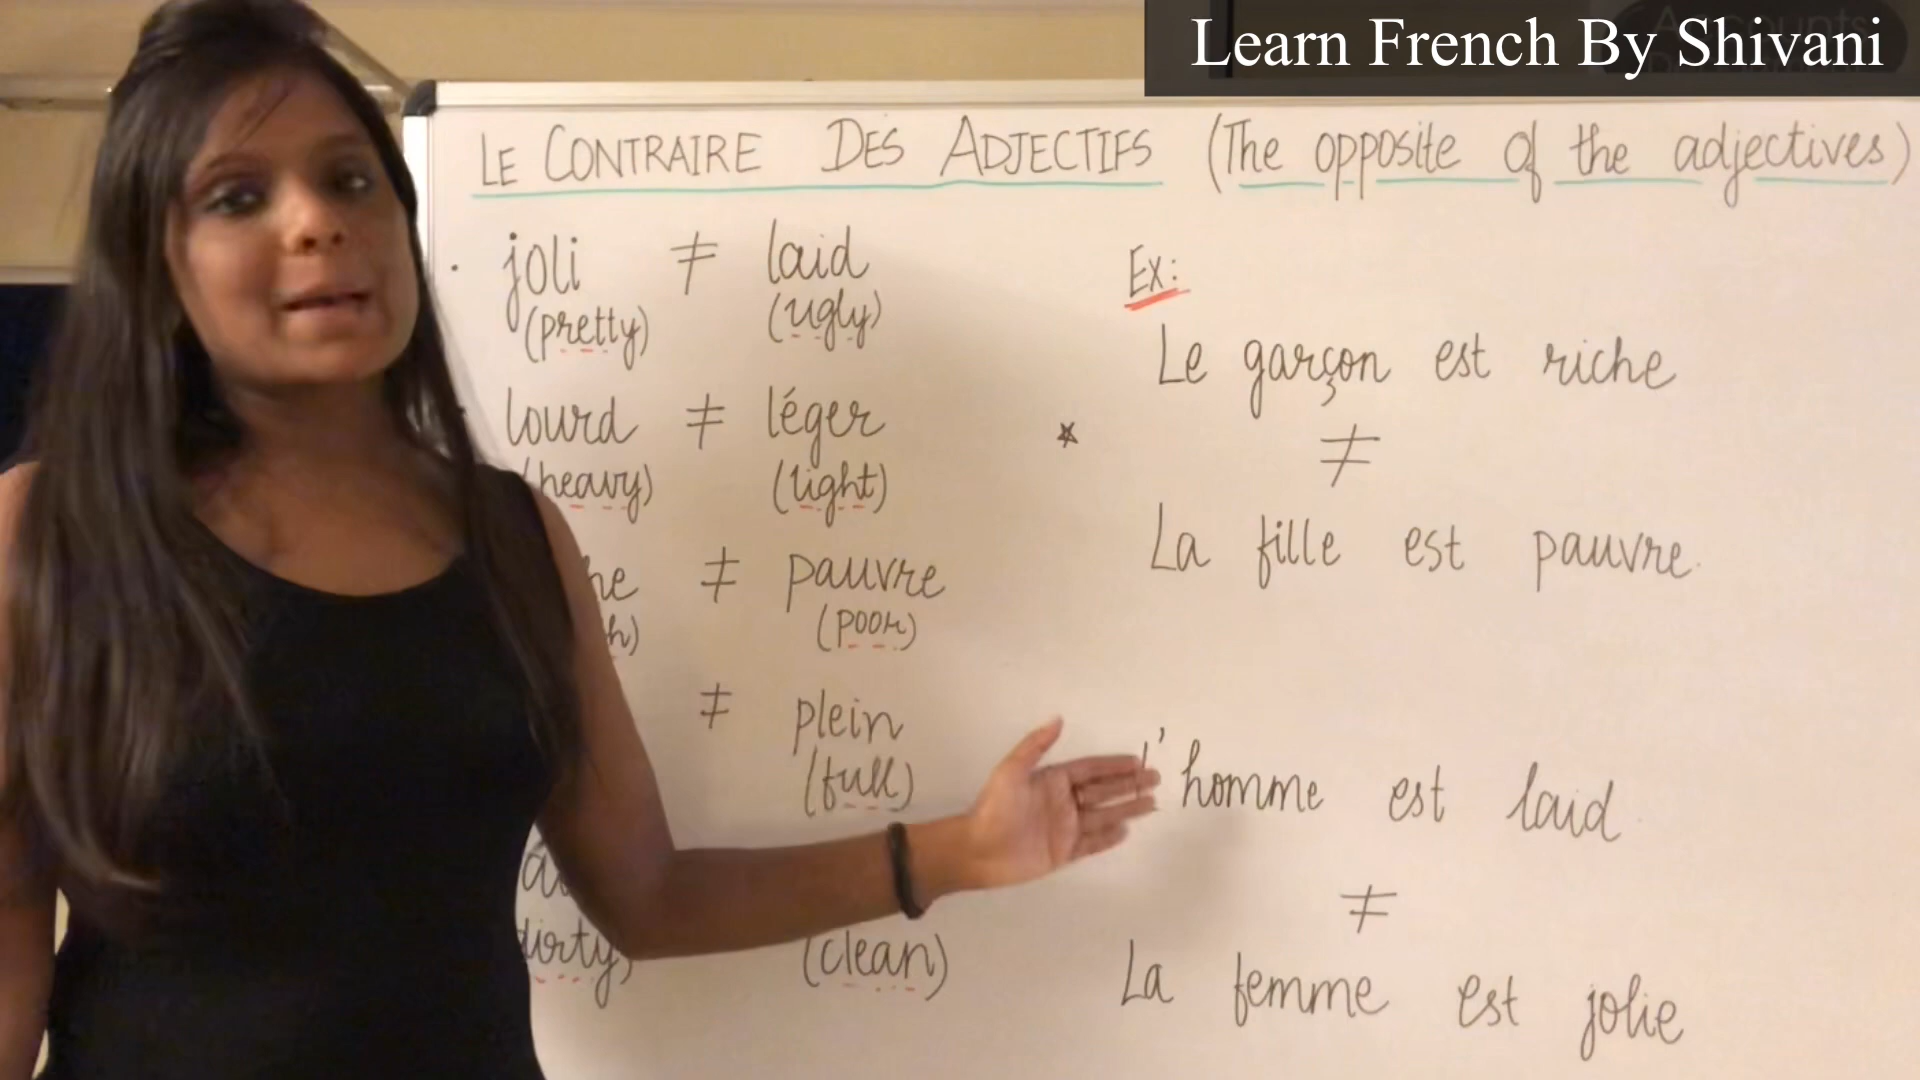 Learn French By Shivani
LE CONTRAIRE DES ADJECTIFS (The opposite of the adjectives)
. joli ≠ laid
(pretty) (ugly)
lourd ≠ léger
(heavy) (light)
≠ pauvre
(poor)
≠ plein
(full)
dirty) (clean)
Ex:
Le garçon est riche
*
≠
La fille est pauvre.
l'homme est laid
≠
La femme est jolie